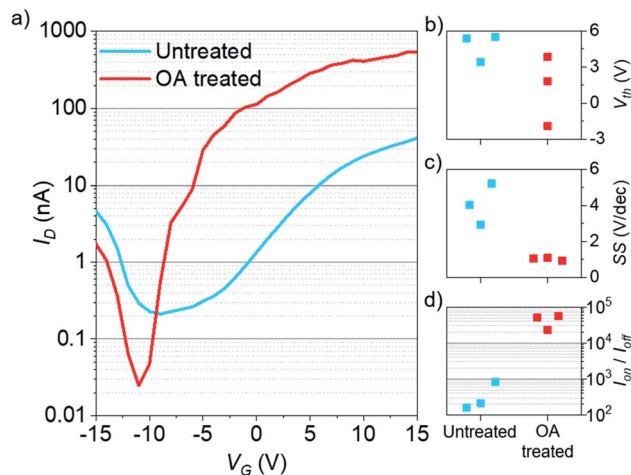 a)
Untreated
OA treated
1000
100
10
1
0.1
0.01
I_D (nA)
-15 -10 -5 0 5 10 15
V_G (V)
b)
6
3
0
-3
V_th (V)
c)
6
4
2
0
SS (V/dec)
d)
10^5
10^4
10^3
10^2
I_on / I_off
Untreated OA
treated